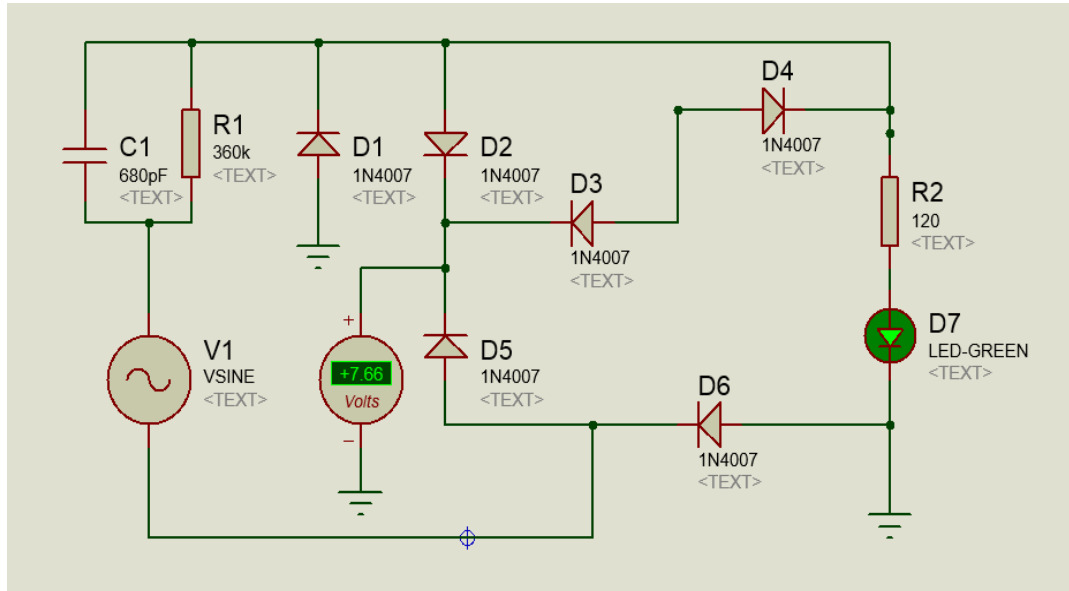 C1
680pF
<TEXT>
R1
360k
<TEXT>
D1
1N4007
<TEXT>
D2
1N4007
<TEXT>
D3
1N4007
<TEXT>
D4
1N4007
<TEXT>
R2
120
<TEXT>
V1
VSINE
<TEXT>
+
+7.66
Volts
−
D5
1N4007
<TEXT>
D6
1N4007
<TEXT>
D7
LED-GREEN
<TEXT>